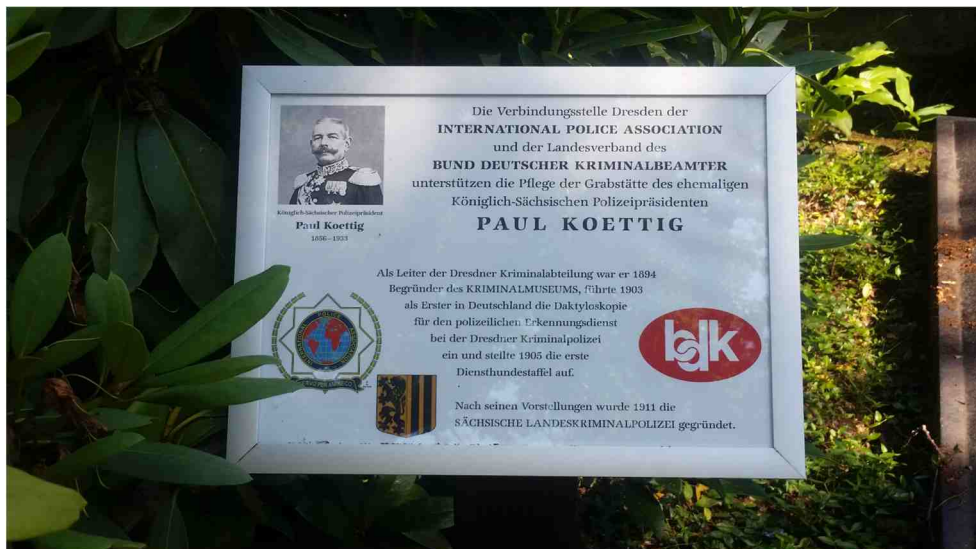 Die Verbindungsstelle Dresden der
INTERNATIONAL POLICE ASSOCIATION
und der Landesverband des
BUND DEUTSCHER KRIMINALBEAMTER
unterstützen die Pflege der Grabstätte des ehemaligen
Königlich-Sächsischen Polizeipräsidenten
PAUL KOETTIG
Königlich-Sächsischer Polizeipräsident
Paul Koettig
1856–1933
Als Leiter der Dresdner Kriminalabteilung war er 1894
Begründer des KRIMINALMUSEUMS, führte 1903
als Erster in Deutschland die Daktyloskopie
für den polizeilichen Erkennungsdienst
bei der Dresdner Kriminalpolizei
ein und stellte 1905 die erste
Diensthundestaffel auf.
INTERNATIONAL POLICE ASSOCIATION
bdk
Nach seinen Vorstellungen wurde 1911 die
SÄCHSISCHE LANDESKRIMINALPOLIZEI gegründet.